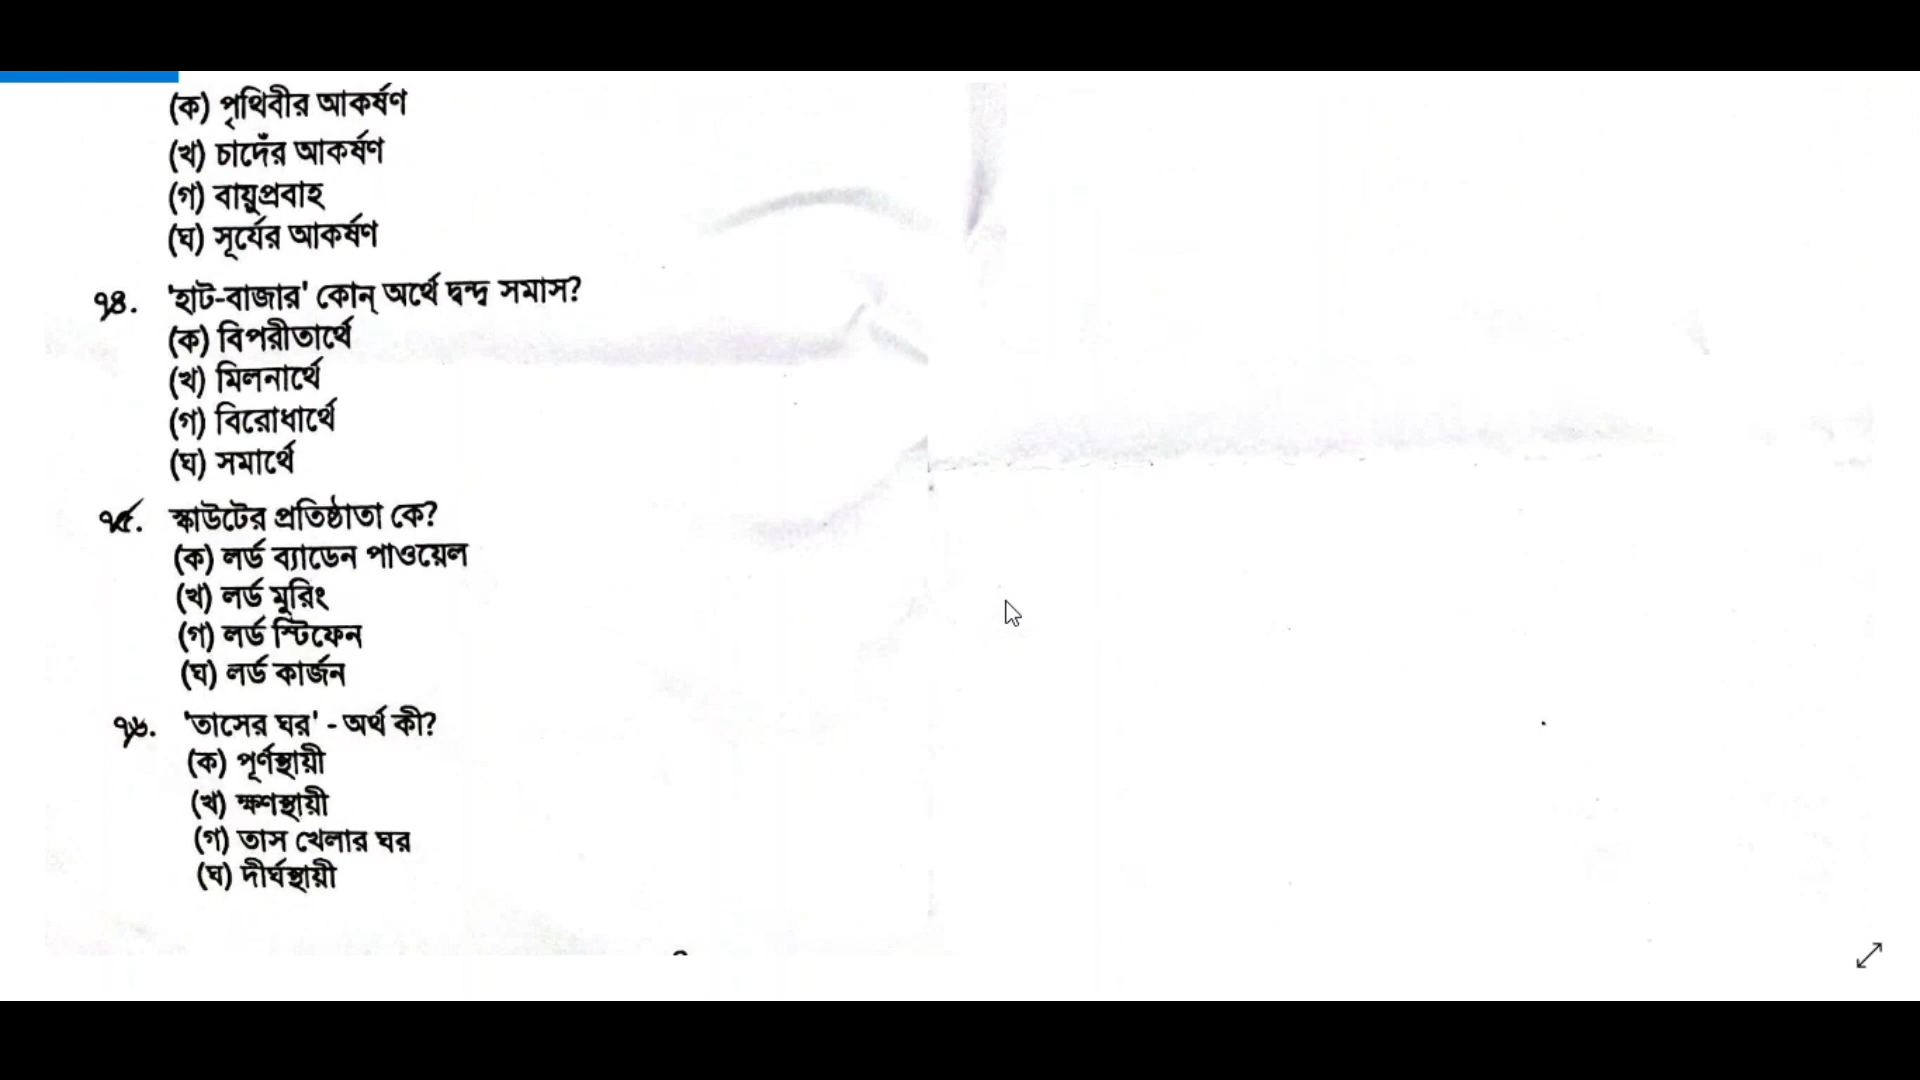 (ক) পৃথিবীর আকর্ষণ
(খ) চাদেঁর আকর্ষণ
(গ) বায়ুপ্রবাহ
(ঘ) সূর্যের আকর্ষণ
৭৪. 'হাট-বাজার' কোন্ অর্থে দ্বন্দ্ব সমাস?
(ক) বিপরীতার্থে
(খ) মিলনার্থে
(গ) বিরোধার্থে
(ঘ) সমার্থে
৭৫. স্কাউটের প্রতিষ্ঠাতা কে?
(ক) লর্ড ব্যাডেন পাওয়েল
(খ) লর্ড মুরিং
(গ) লর্ড স্টিফেন
(ঘ) লর্ড কার্জন
৭৬. 'তাসের ঘর' - অর্থ কী?
(ক) পূর্ণস্থায়ী
(খ) ক্ষণস্থায়ী
(গ) তাস খেলার ঘর
(ঘ) দীর্ঘস্থায়ী